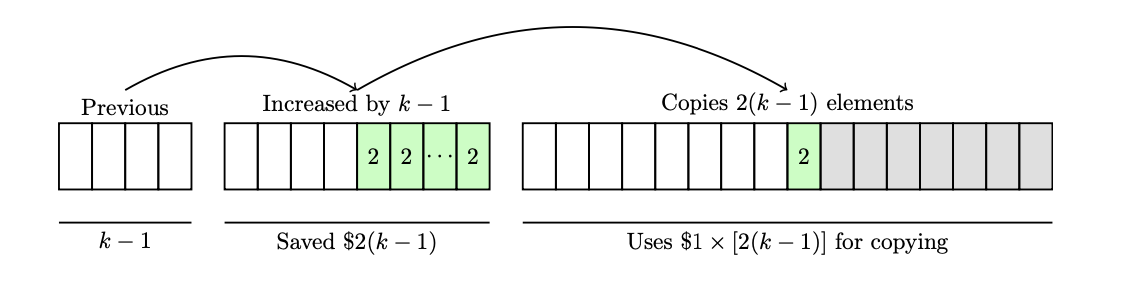 Previous
Increased by k − 1
Copies 2(k − 1) elements
2 2 ⋯ 2
2
k − 1
Saved $2(k − 1)
Uses $1 × [2(k − 1)] for copying